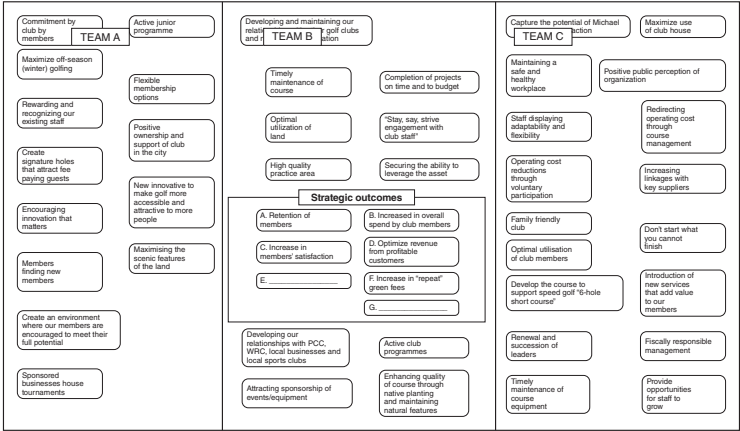 Commitment by
club by
members
TEAM A
Active junior
programme
Maximize off-season
(winter) golfing
Flexible
membership
options
Rewarding and
recognizing our
existing staff
Positive
ownership and
support of club
in the city
Create
signature holes
that attract fee
paying guests
New innovative to
make golf more
accessible and
attractive to more
people
Encouraging
innovation that
matters
Maximising the
scenic features
of the land
Members
finding new
members
Create an environment
where our members are
encouraged to meet their
full potential
Sponsored
businesses house
tournaments
Developing and maintaining our
golf clubs
TEAM B
Timely
maintenance of
course
Completion of projects
on time and to budget
Optimal
utilization of
land
“Stay, say, strive
engagement with
club staff”
High quality
practice area
Securing the ability to
leverage the asset
Strategic outcomes
A. Retention of
members
B. Increased in overall
spend by club members
C. Increase in
members’ satisfaction
D. Optimize revenue
from profitable
customers
E. ________________
F. Increase in “repeat”
green fees
G. ________________
Developing our
relationships with PCC,
WRC, local businesses and
local sports clubs
Active club
programmes
Attracting sponsorship of
events/equipment
Enhancing quality
of course through
native planting
and maintaining
natural features
Capture the potential of Michael
TEAM C
Maximize use
of club house
Maintaining a
safe and
healthy
workplace
Positive public perception of
organization
Staff displaying
adaptability and
flexibility
Redirecting
operating cost
through
course
management
Operating cost
reductions
through
voluntary
participation
Increasing
linkages with
key suppliers
Family friendly
club
Don’t start what
you cannot
finish
Optimal utilisation
of club members
Develop the course to
support speed golf “6-hole
short course”
Introduction of
new services
that add value
to our
members
Renewal and
succession of
leaders
Fiscally responsible
management
Timely
maintenance of
course
equipment
Provide
opportunities
for staff to
grow